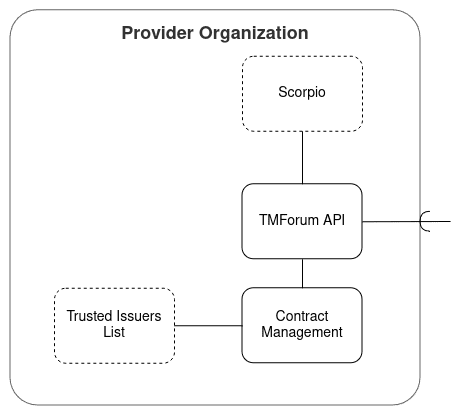 Provider Organization
Scorpio
TMForum API
Trusted Issuers
List
Contract
Management